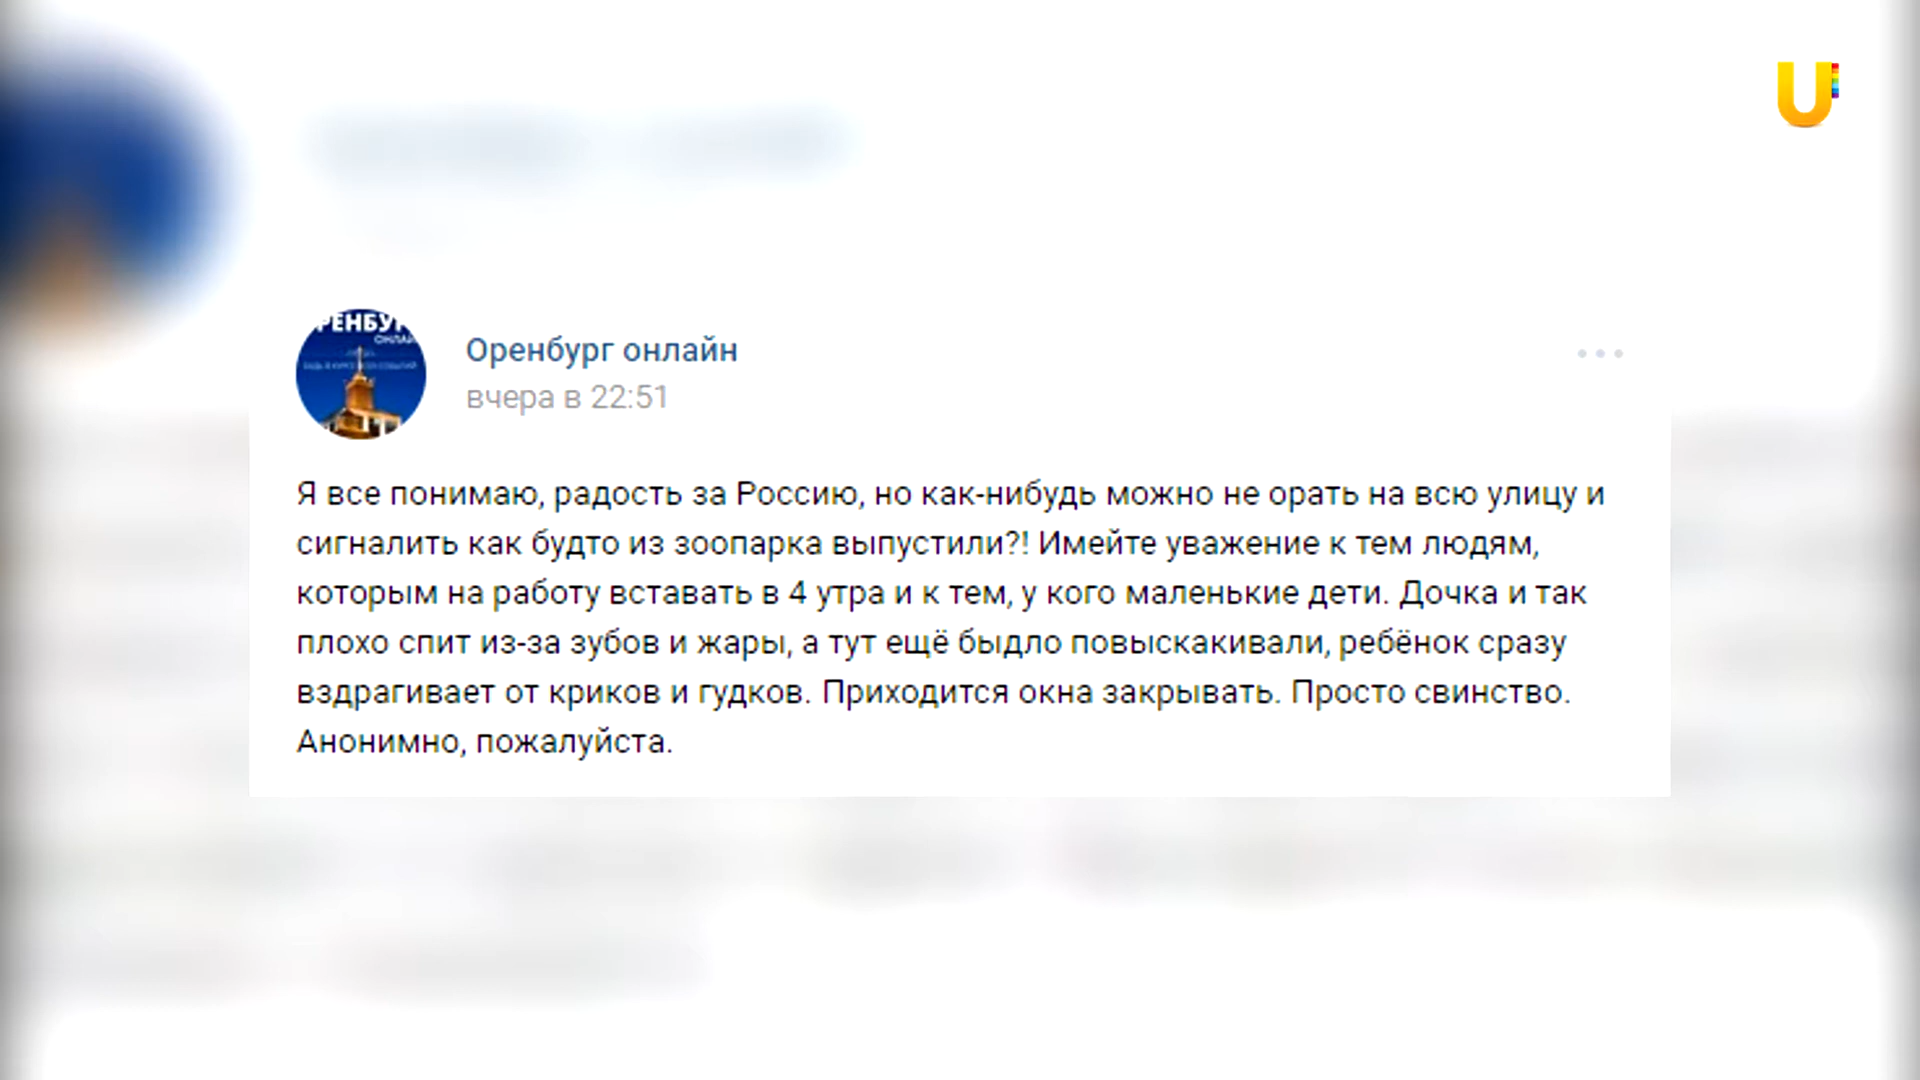 U
РЕНБУ
ОНЛАЙ
Оренбург онлайн
вчера в 22:51
Я все понимаю, радость за Россию, но как-нибудь можно не орать на всю улицу и
сигналить как будто из зоопарка выпустили?! Имейте уважение к тем людям,
которым на работу вставать в 4 утра и к тем, у кого маленькие дети. Дочка и так
плохо спит из-за зубов и жары, а тут ещё быдло повыскакивали, ребёнок сразу
вздрагивает от криков и гудков. Приходится окна закрывать. Просто свинство.
Анонимно, пожалуйста.